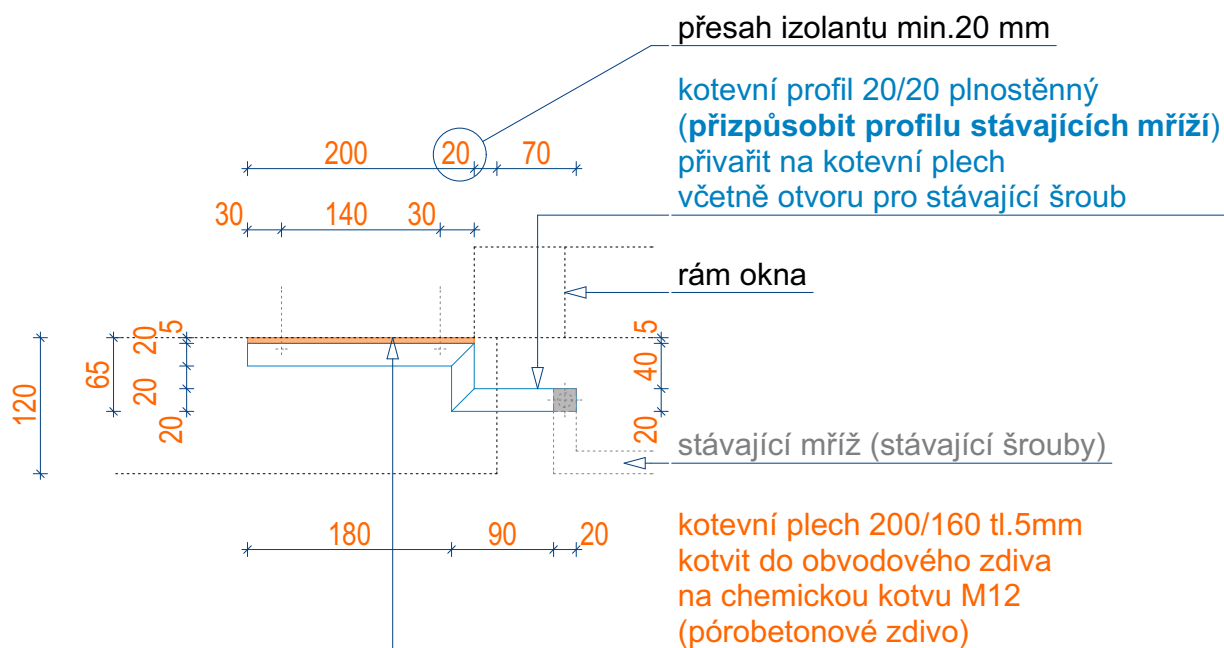 přesah izolantu min.20 mm
kotevní profil 20/20 plnostěnný
(přizpůsobit profilu stávajících mříží)
přivařit na kotevní plech
včetně otvoru pro stávající šroub
200 20 70
30 140 30
rám okna
120
65
20 5
20
20
5
40
20
stávající mříž (stávající šrouby)
180 90 20
kotevní plech 200/160 tl.5mm
kotvit do obvodového zdiva
na chemickou kotvu M12
(pórobetonové zdivo)